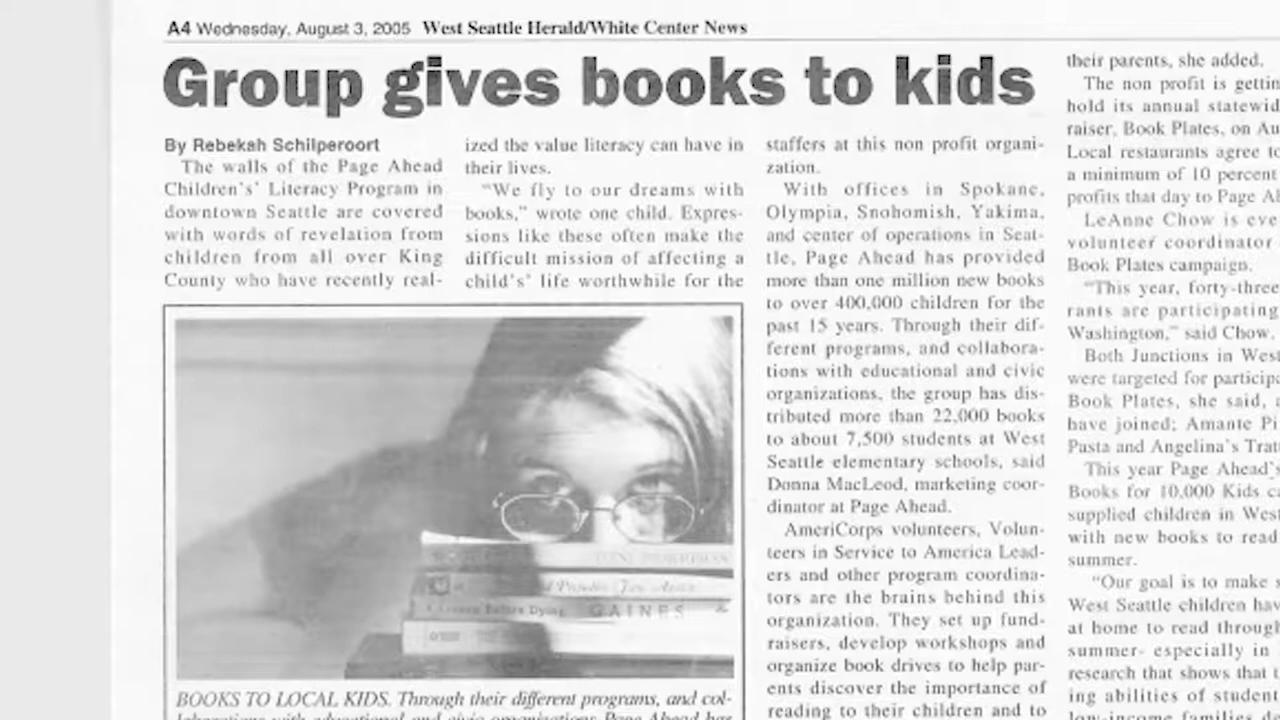 A4 Wednesday, August 3, 2005 West Seattle Herald/White Center News
Group gives books to kids
By Rebekah Schilperoort
The walls of the Page Ahead
Children's' Literacy Program in
downtown Seattle are covered
with words of revelation from
children from all over King
County who have recently real-
ized the value literacy can have in
their lives.
"We fly to our dreams with
books," wrote one child. Expres-
sions like these often make the
difficult mission of affecting a
child's' life worthwhile for the
GAINES
BOOKS TO LOCAL KIDS. Through their different programs, and col-
laborations with educational and civic organizations Page Ahead has
staffers at this non profit organi-
zation.
With offices in Spokane,
Olympia, Snohomish, Yakima,
and center of operations in Seat-
tle, Page Ahead has provided
more than one million new books
to over 400,000 children for the
past 15 years. Through their dif-
ferent programs, and collabora-
tions with educational and civic
organizations, the group has dis-
tributed more than 22,000 books
to about 7,500 students at West
Seattle elementary schools, said
Donna MacLeod, marketing coor-
dinator at Page Ahead.
AmeriCorps volunteers, Volun-
teers in Service to America Lead-
ers and other program coordina-
tors are the brains behind this
organization. They set up fund-
raisers, develop workshops and
organize book drives to help par-
ents discover the importance of
reading to their children and to
their parents, she added.
The non profit is gettin
hold its annual statewid
raiser, Book Plates, on Au
Local restaurants agree to
a minimum of 10 percent
profits that day to Page Ah
LeAnne Chow is eve
volunteer coordinator
Book Plates campaign.
"This year, forty-three
rants are participating
Washington," said Chow.
Both Junctions in Wes
were targeted for participa
Book Plates, she said,
have joined; Amante Pi
Pasta and Angelina's Trat
This year Page Ahead's
Books for 10,000 Kids ca
supplied children in West
with new books to read
summer.
"Our goal is to make s
West Seattle children hav
at home to read through
summer- especially in
research that shows that t
ing abilities of student
low-income families d